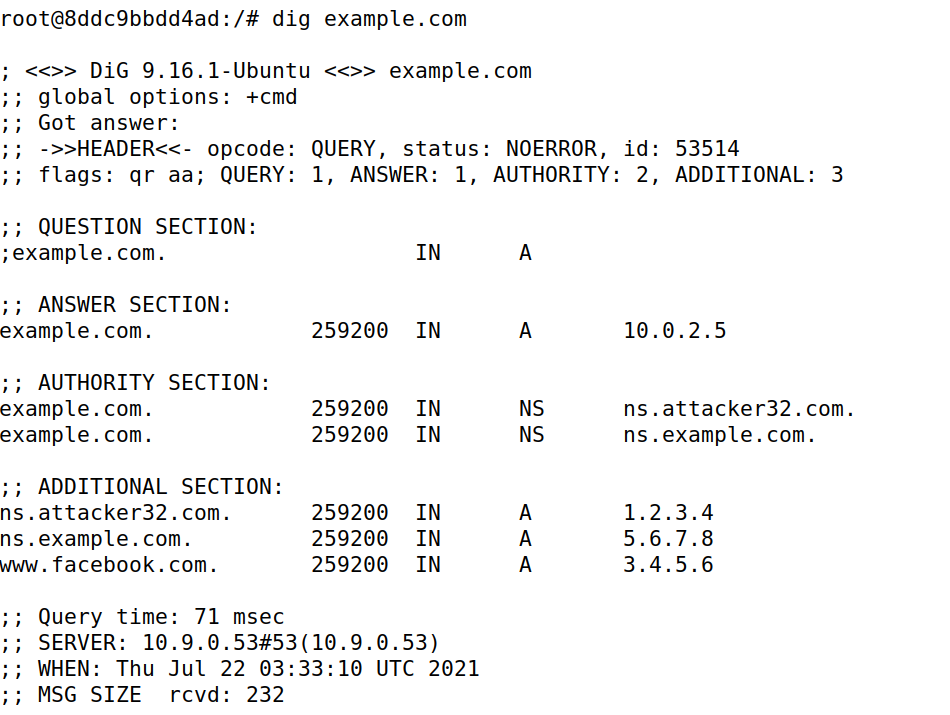 root@8ddc9bbdd4ad:/# dig example.com
; <<>> DiG 9.16.1-Ubuntu <<>> example.com
;; global options: +cmd
;; Got answer:
;; ->>HEADER<<- opcode: QUERY, status: NOERROR, id: 53514
;; flags: qr aa; QUERY: 1, ANSWER: 1, AUTHORITY: 2, ADDITIONAL: 3
;; QUESTION SECTION:
;example.com. IN A
;; ANSWER SECTION:
example.com. 259200 IN A 10.0.2.5
;; AUTHORITY SECTION:
example.com. 259200 IN NS ns.attacker32.com.
example.com. 259200 IN NS ns.example.com.
;; ADDITIONAL SECTION:
ns.attacker32.com. 259200 IN A 1.2.3.4
ns.example.com. 259200 IN A 5.6.7.8
www.facebook.com. 259200 IN A 3.4.5.6
;; Query time: 71 msec
;; SERVER: 10.9.0.53#53(10.9.0.53)
;; WHEN: Thu Jul 22 03:33:10 UTC 2021
;; MSG SIZE  rcvd: 232